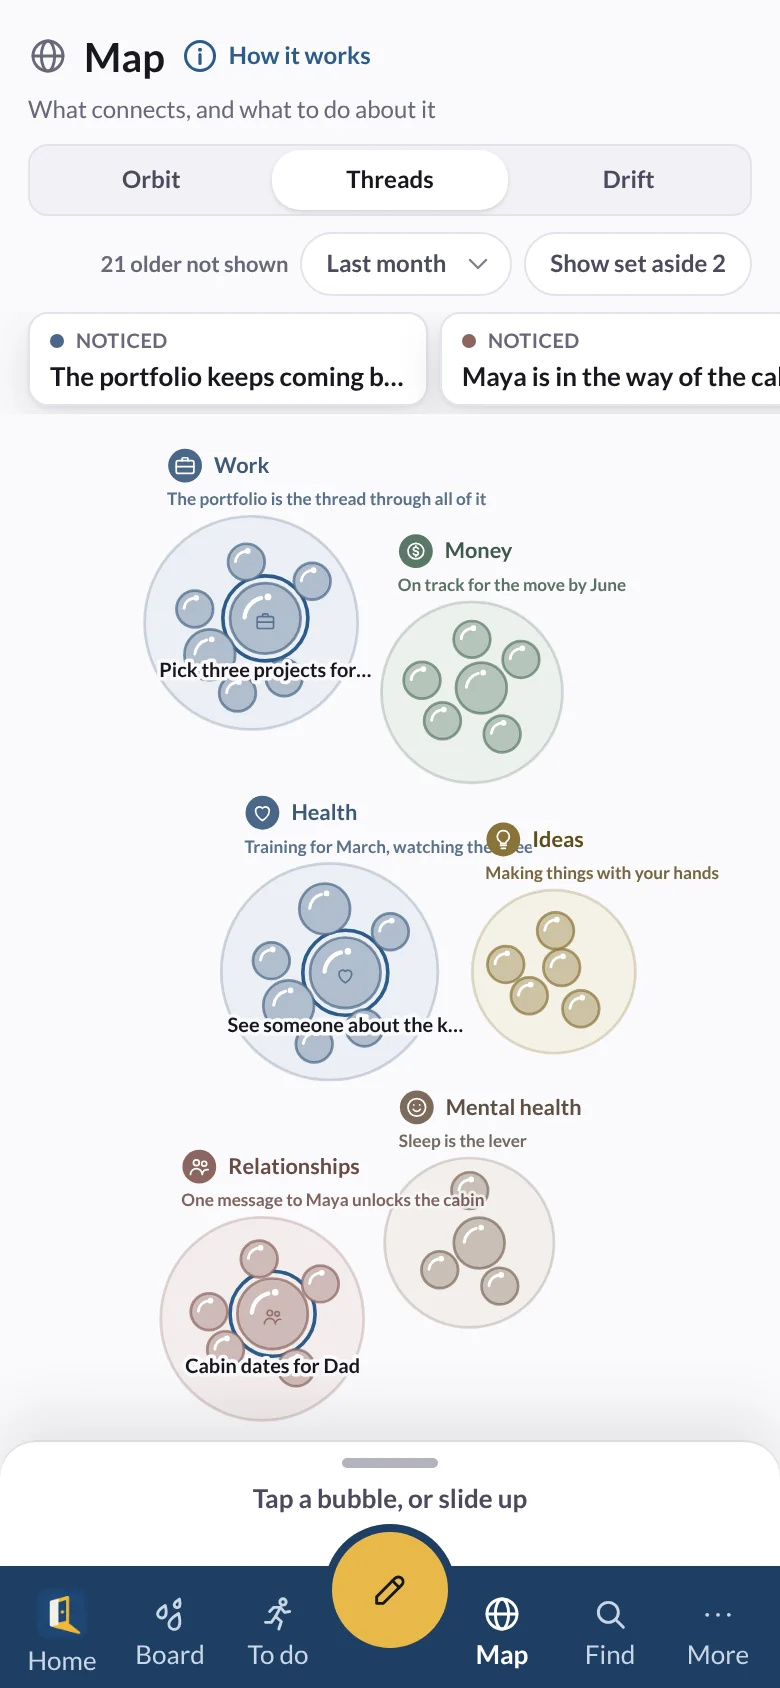 Map
How it works
What connects, and what to do about it
Orbit
Threads
Drift
21 older not shown
Last month
Show set aside 2
NOTICED
The portfolio keeps coming b...
NOTICED
Maya is in the way of the
Work
The portfolio is the thread through all of it
Money
On track for the move by June
Pick three projects for...
Health
Training for March, watching
Ideas
Making things with your hands
See someone about the k...
Mental health
Sleep is the lever
Relationships
One message to Maya unlocks the cabin
Cabin dates for Dad
Tap a bubble, or slide up
Home
Board
To do
Map
Find
More